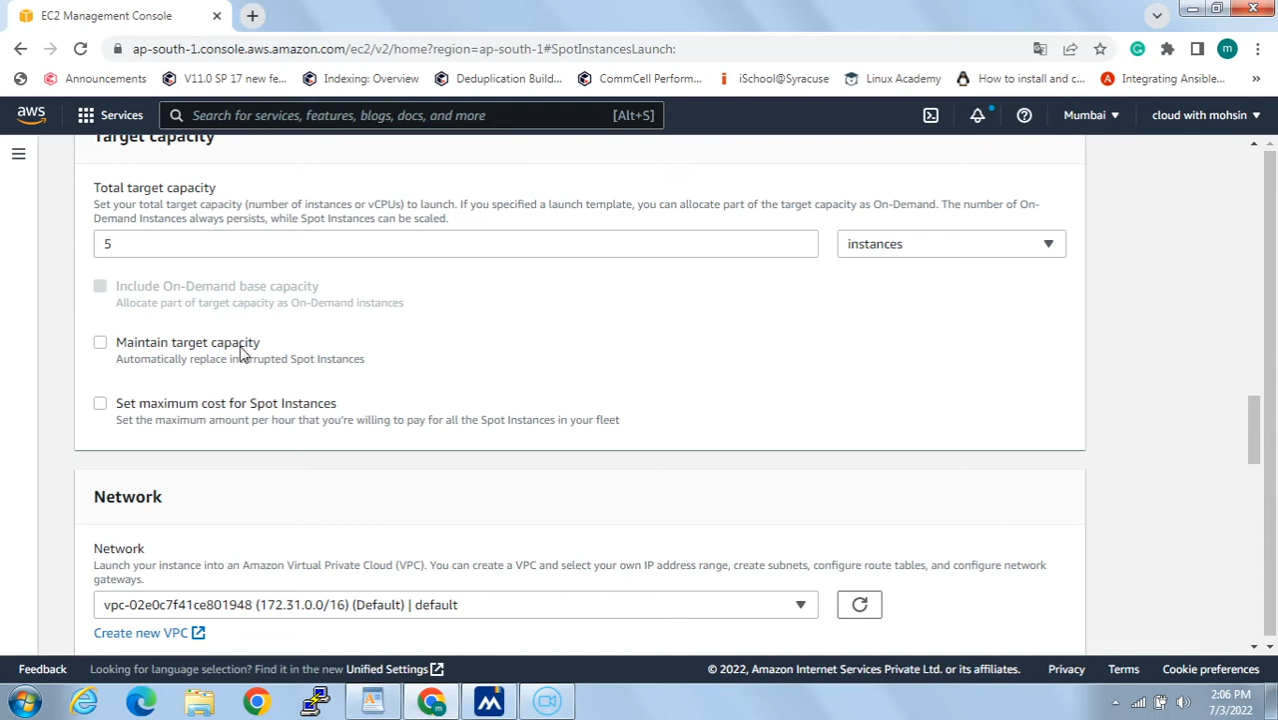 EC2 Management Console
ap-south-1.console.aws.amazon.com/ec2/v2/home?region=ap-south-1#SpotInstancesLaunch:
m
Announcements
V11.0 SP 17 new fe...
Indexing: Overview
Deduplication Build...
CommCell Perform...
iSchool@Syracuse
Linux Academy
How to install and c...
Integrating Ansible...
aws
Services
Search for services, features, blogs, docs, and more
[Alt+S]
Mumbai
cloud with mohsin
Target capacity
Total target capacity
Set your total target capacity (number of instances or vCPUs) to launch. If you specified a launch template, you can allocate part of the target capacity as On-Demand. The number of On-
Demand Instances always persists, while Spot Instances can be scaled.
5
instances
Include On-Demand base capacity
Allocate part of target capacity as On-Demand instances
Maintain target capacity
Automatically replace interrupted Spot Instances
Set maximum cost for Spot Instances
Set the maximum amount per hour that you're willing to pay for all the Spot Instances in your fleet
Network
Network
Launch your instance into an Amazon Virtual Private Cloud (VPC). You can create a VPC and select your own IP address range, create subnets, configure route tables, and configure network
gateways.
vpc-02e0c7f41ce801948 (172.31.0.0/16) (Default) | default
Create new VPC
Feedback
Looking for language selection? Find it in the new Unified Settings
© 2022, Amazon Internet Services Private Ltd. or its affiliates.
Privacy
Terms
Cookie preferences
2:06 PM
7/3/2022